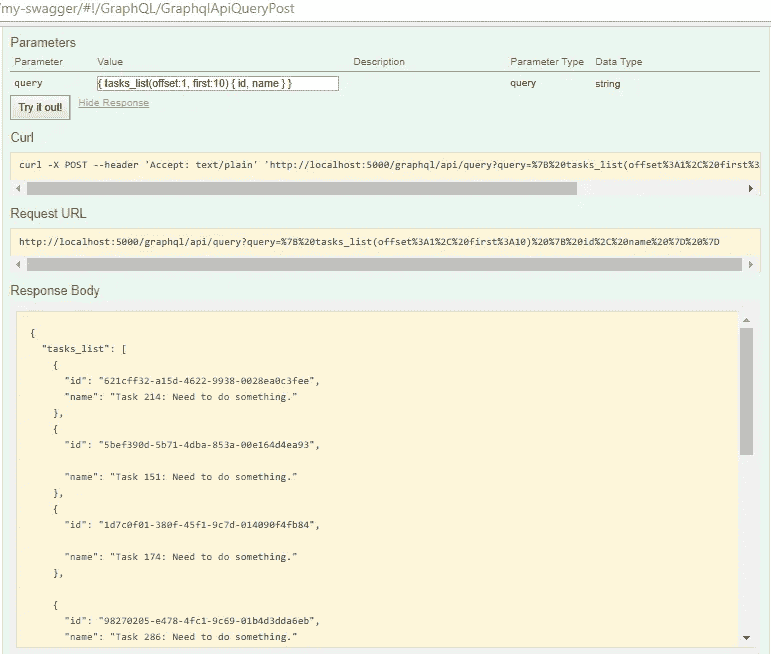 /my-swagger/#!/GraphQL/GraphqlApiQueryPost
Parameters
Parameter Value Description Parameter Type Data Type
query { tasks_list(offset:1, first:10) { id, name } } query string
Try it out! Hide Response
Curl
curl -X POST --header 'Accept: text/plain' 'http://localhost:5000/graphql/api/query?query=%7B%20tasks_list(offset%3A1%2C%20first%3
Request URL
http://localhost:5000/graphql/api/query?query=%7B%20tasks_list(offset%3A1%2C%20first%3A10)%20%7B%20id%2C%20name%20%7D%20%7D
Response Body
{
"tasks_list": [
{
"id": "621cff32-a15d-4622-9938-0028ea0c3fee",
"name": "Task 214: Need to do something."
},
{
"id": "5bef390d-5b71-4dba-853a-00e164d4ea93",
"name": "Task 151: Need to do something."
},
{
"id": "1d7c0f01-380f-45f1-9c7d-014090f4fb84",
"name": "Task 174: Need to do something."
},
{
"id": "98270205-e478-4fc1-9c69-01b4d3dda6eb",
"name": "Task 286: Need to do something."